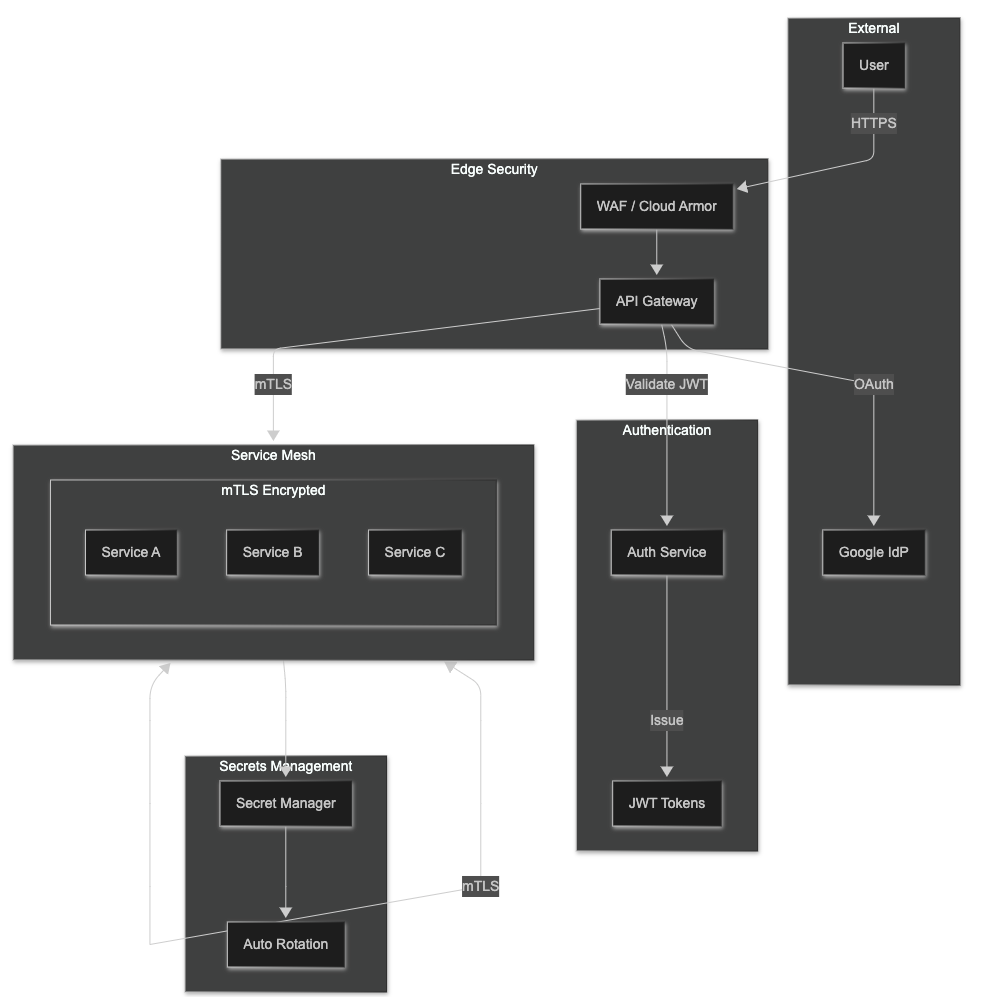 External
User
HTTPS
Edge Security
WAF / Cloud Armor
API Gateway
mTLS
Validate JWT
OAuth
Service Mesh
mTLS Encrypted
Service A
Service B
Service C
Authentication
Auth Service
Google IdP
Issue
JWT Tokens
Secrets Management
Secret Manager
mTLS
Auto Rotation